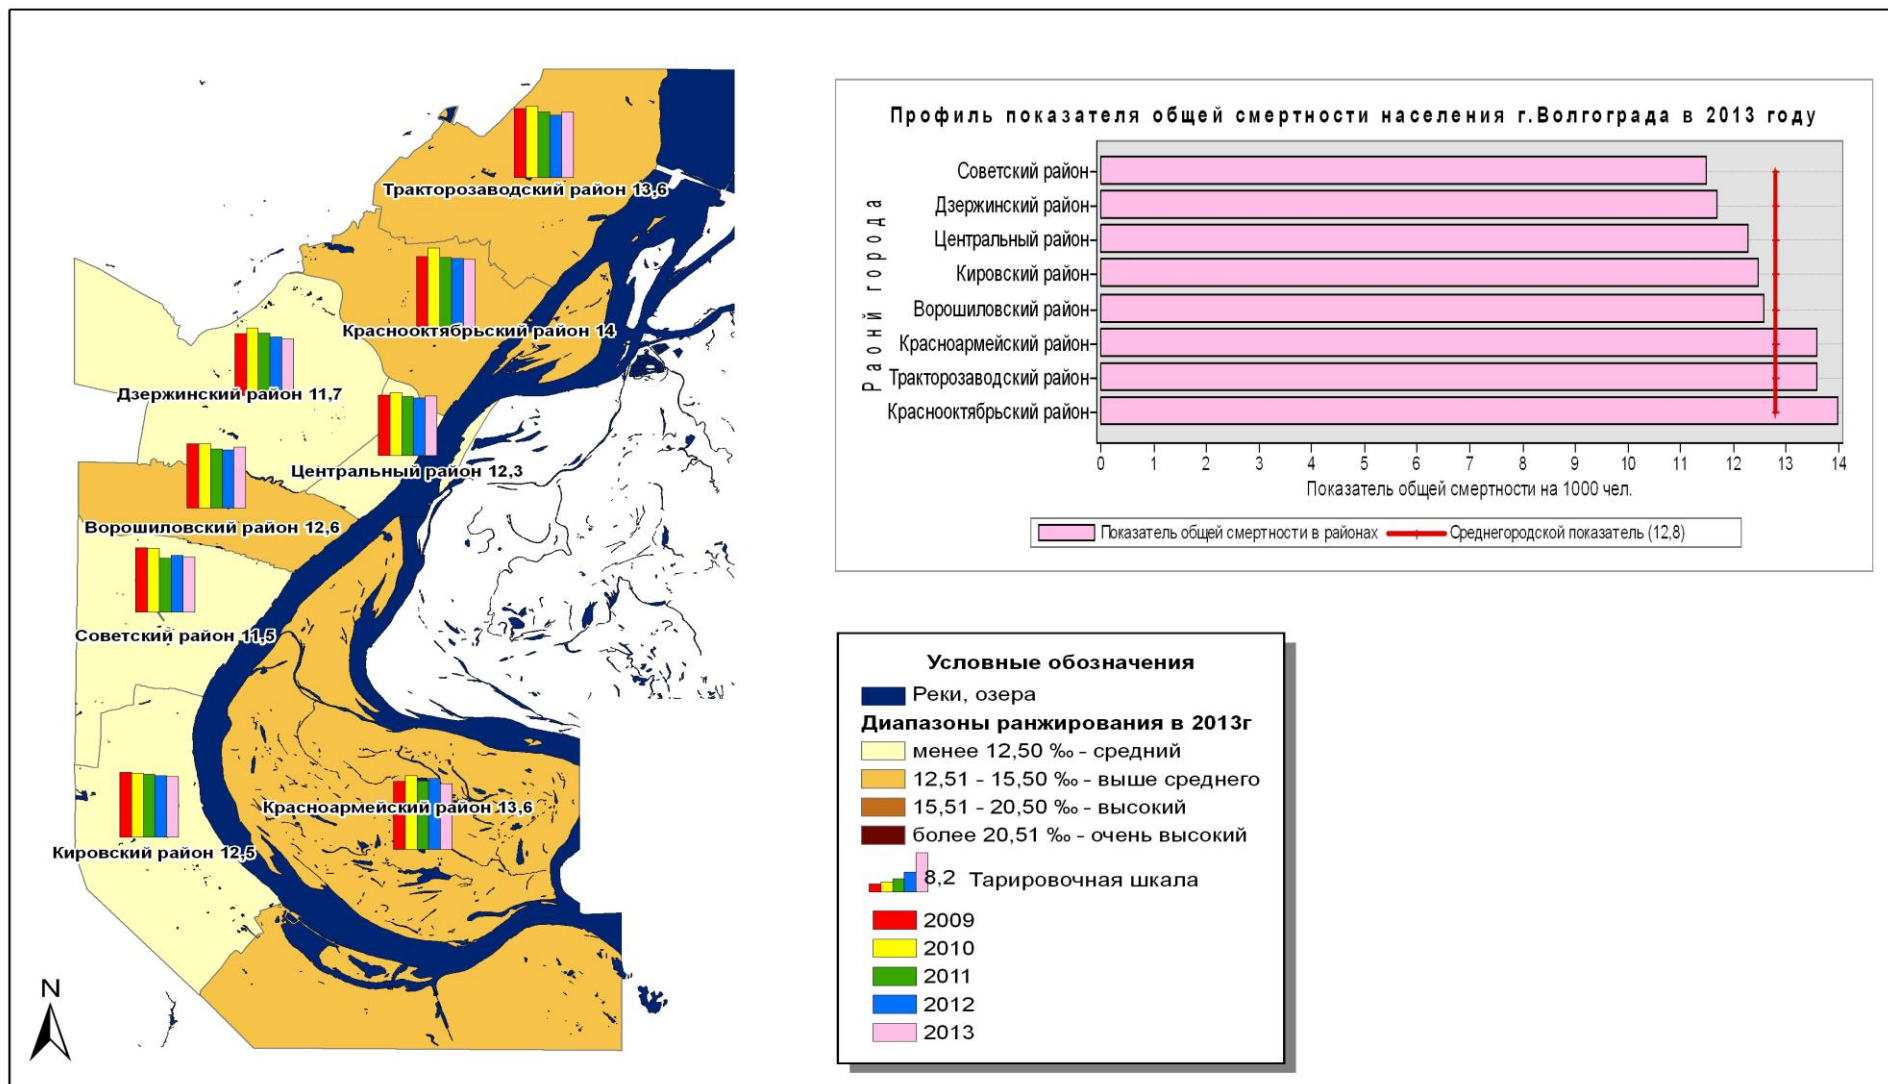 Тракторозаводский район 13,6
Краснооктябрьский район 14
Дзержинский район 11,7
Центральный район 12,3
Ворошиловский район 12,6
Советский район 11,5
Красноармейский район 13,6
Кировский район 12,5
N
Профиль показателя общей смертности населения г.Волгограда в 2013 году
Раионй города
Советский район
Дзержинский район
Центральный район
Кировский район
Ворошиловский район
Красноармейский район
Тракторозаводский район
Краснооктябрьский район
0 1 2 3 4 5 6 7 8 9 10 11 12 13 14
Показатель общей смертности на 1000 чел.
Показатель общей смертности в районах Среднегородской показатель (12,8)
Условные обозначения
Реки, озера
Диапазоны ранжирования в 2013г
менее 12,50 ‰ - средний
12,51 - 15,50 ‰ - выше среднего
15,51 - 20,50 ‰ - высокий
более 20,51 ‰ - очень высокий
8,2 Тарировочная шкала
2009
2010
2011
2012
2013